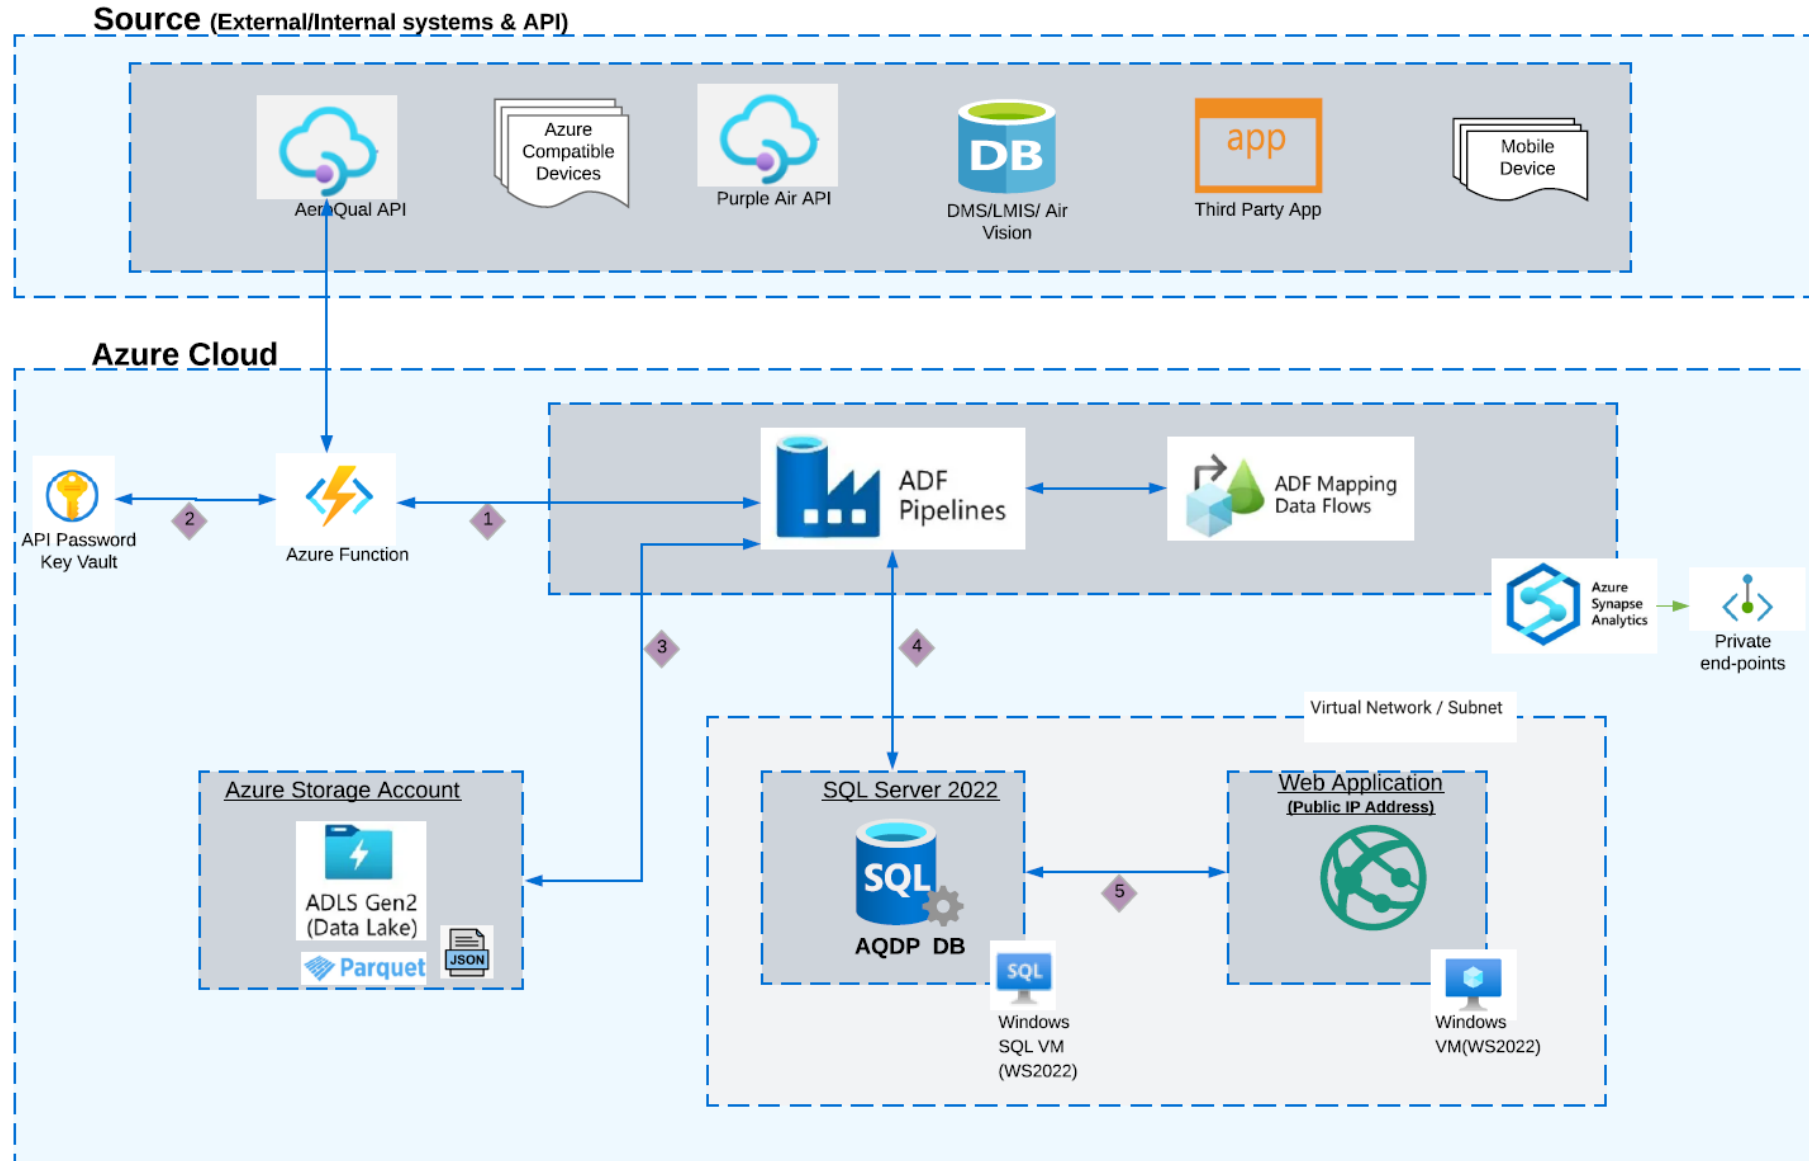 Source (External/Internal systems & API)
AeroQual API
Azure
Compatible
Devices
Purple Air API
DB
DMS/LMIS/ Air
Vision
app
Third Party App
Mobile
Device
Azure Cloud
API Password
Key Vault
2
Azure Function
1
ADF
Pipelines
ADF Mapping
Data Flows
Azure
Synapse
Analytics
Private
end-points
3
4
Virtual Network / Subnet
Azure Storage Account
ADLS Gen2
(Data Lake)
Parquet
JSON
SQL Server 2022
SQL
AQDP DB
SQL
Windows
SQL VM
(WS2022)
5
Web Application
(Public IP Address)
Windows
VM(WS2022)